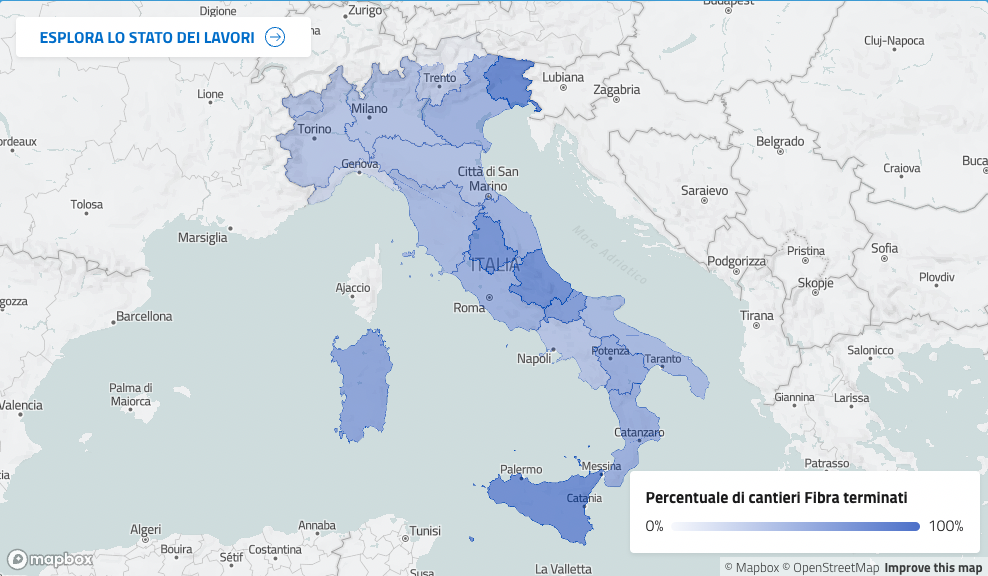 Budapest
Digione
Zurigo
ESPLORA LO STATO DEI LAVORI
Cluj-Napoca
Trento
Lubiana
Zagabria
Lione
Milano
Torino
Belgrado
Genova
Città di San
Marino
Craiova
Sarajevo
Tolosa
Marsiglia
Mare Adriatico
Pristina
Sofia
ITALIA
Podgorizza
Skopje
Plovdiv
Ajaccio
Roma
Barcellona
Tirana
Napoli
Potenza
Taranto
Salonicco
Palma di
Maiorca
Giannina
Larissa
Valencia
Catanzaro
Palermo
Messina
Patrasso
Catania
Percentuale di cantieri Fibra terminati
0%
100%
Algeri
Annaba
Tunisi
Bouira
Costantina
Sétif
mapbox
Susa
La Valletta
© Mapbox © OpenStreetMap Improve this map